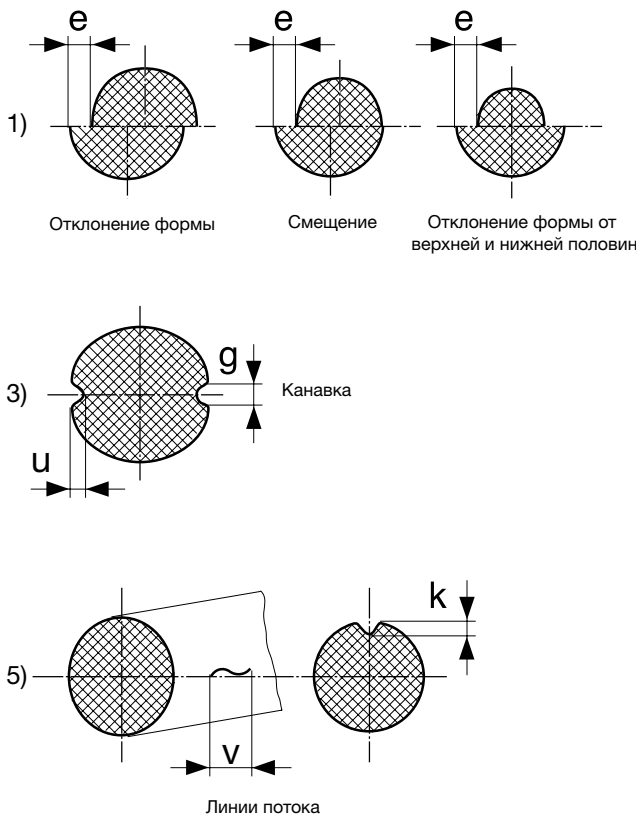 e e e
1)
Отклонение формы
Смещение
Отклонение формы от
верхней и нижней половин
g
3)
Канавка
u
k
5)
v
Линии потока